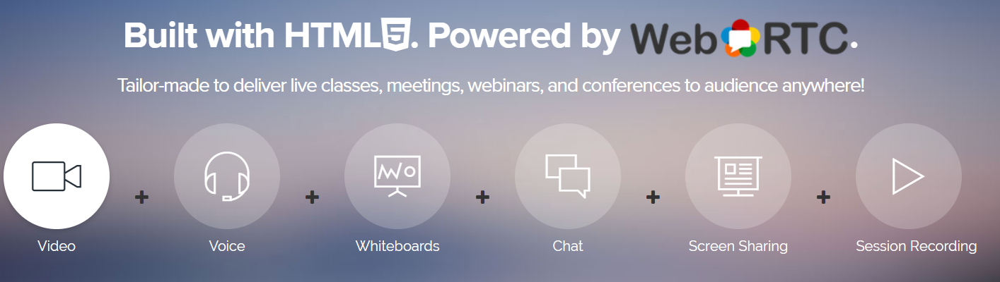 Built with HTML5. Powered by WebRTC.
Tailor-made to deliver live classes, meetings, webinars, and conferences to audience anywhere!
Video + Voice + Whiteboards + Chat + Screen Sharing + Session Recording